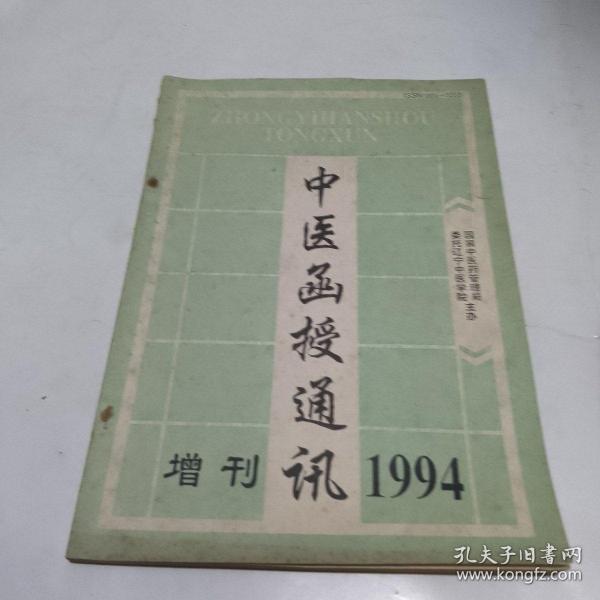 ZHONGYIHANSHOU
TONGXUN
中医函授通讯
国家中医药管理局
委托辽宁中医学院
主办
增刊
1994
孔夫子旧书网
www.kongfz.com